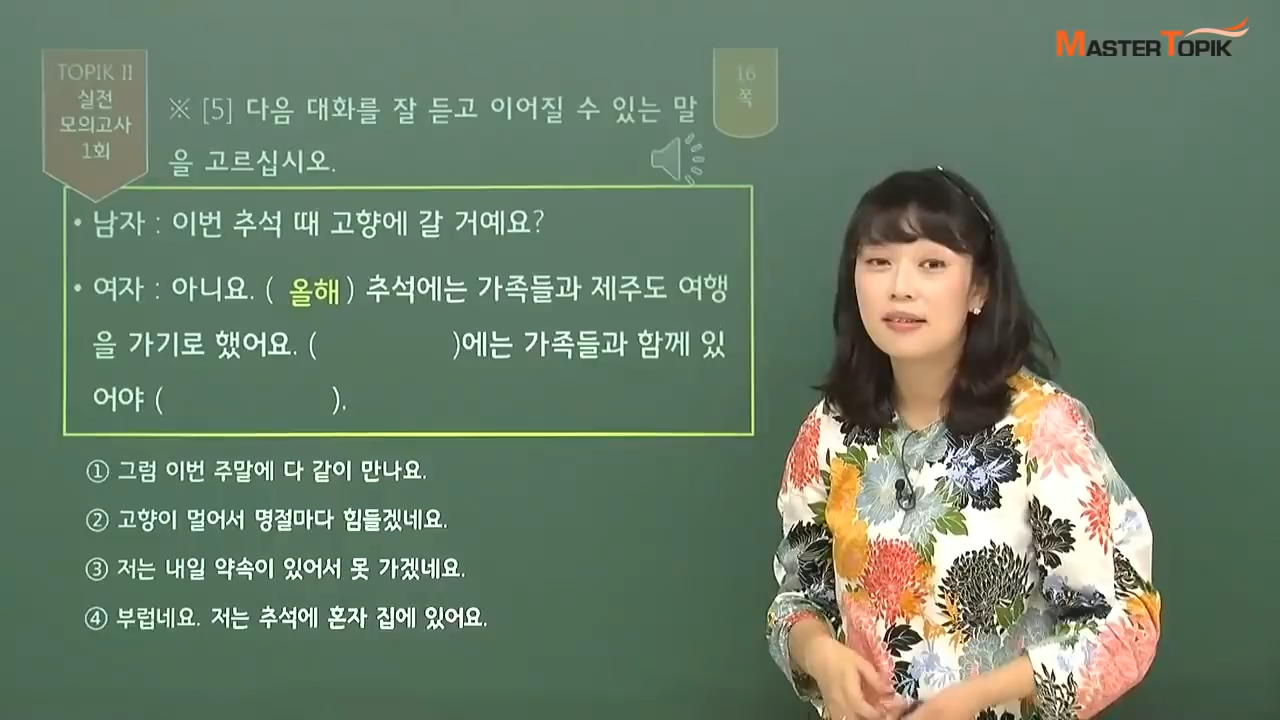 MASTER TOPIK
TOPIK II
실전
모의고사
1회
16
쪽
※ [5] 다음 대화를 잘 듣고 이어질 수 있는 말
을 고르십시오.
• 남자 : 이번 추석 때 고향에 갈 거예요?
• 여자 : 아니요. ( 올해 ) 추석에는 가족들과 제주도 여행
을 가기로 했어요. ( )에는 가족들과 함께 있
어야 ( ).
① 그럼 이번 주말에 다 같이 만나요.
② 고향이 멀어서 명절마다 힘들겠네요.
③ 저는 내일 약속이 있어서 못 가겠네요.
④ 부럽네요. 저는 추석에 혼자 집에 있어요.